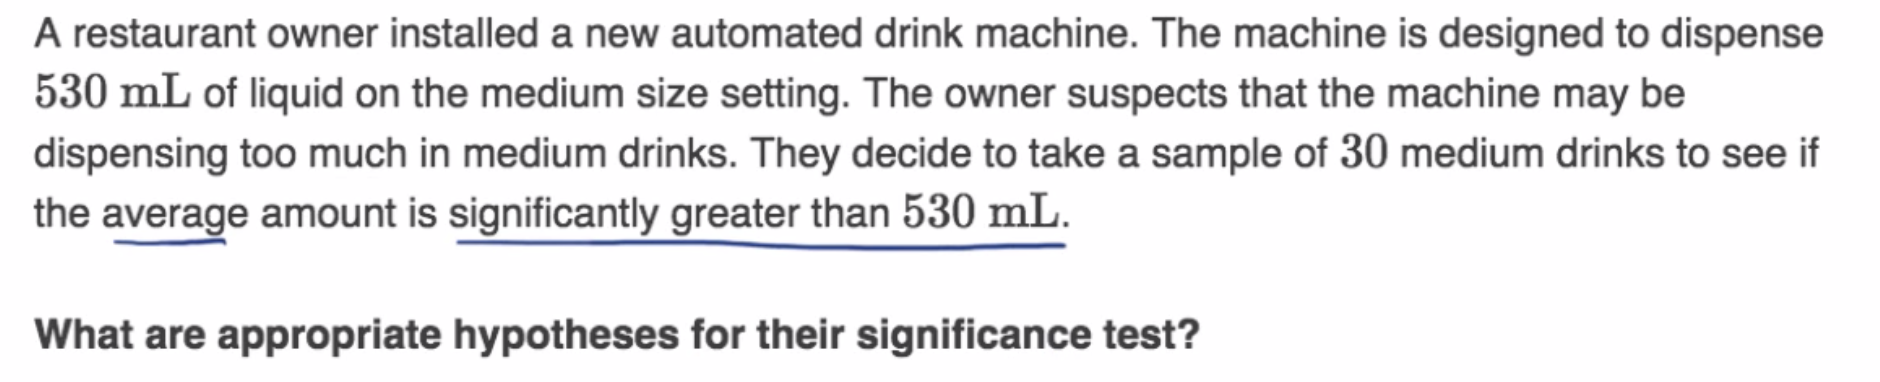 A restaurant owner installed a new automated drink machine. The machine is designed to dispense
530 mL of liquid on the medium size setting. The owner suspects that the machine may be
dispensing too much in medium drinks. They decide to take a sample of 30 medium drinks to see if
the average amount is significantly greater than 530 mL.
What are appropriate hypotheses for their significance test?